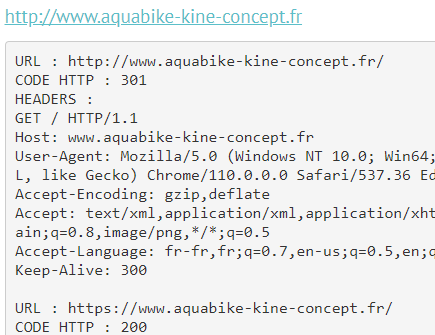 http://www.aquabike-kine-concept.fr
URL : http://www.aquabike-kine-concept.fr/
CODE HTTP : 301
HEADERS :
GET / HTTP/1.1
Host: www.aquabike-kine-concept.fr
User-Agent: Mozilla/5.0 (Windows NT 10.0; Win64;
L, like Gecko) Chrome/110.0.0.0 Safari/537.36 Ed
Accept-Encoding: gzip,deflate
Accept: text/xml,application/xml,application/xht
ain;q=0.8,image/png,*/*;q=0.5
Accept-Language: fr-fr,fr;q=0.7,en-us;q=0.5,en;q
Keep-Alive: 300
URL : https://www.aquabike-kine-concept.fr/
CODE HTTP : 200